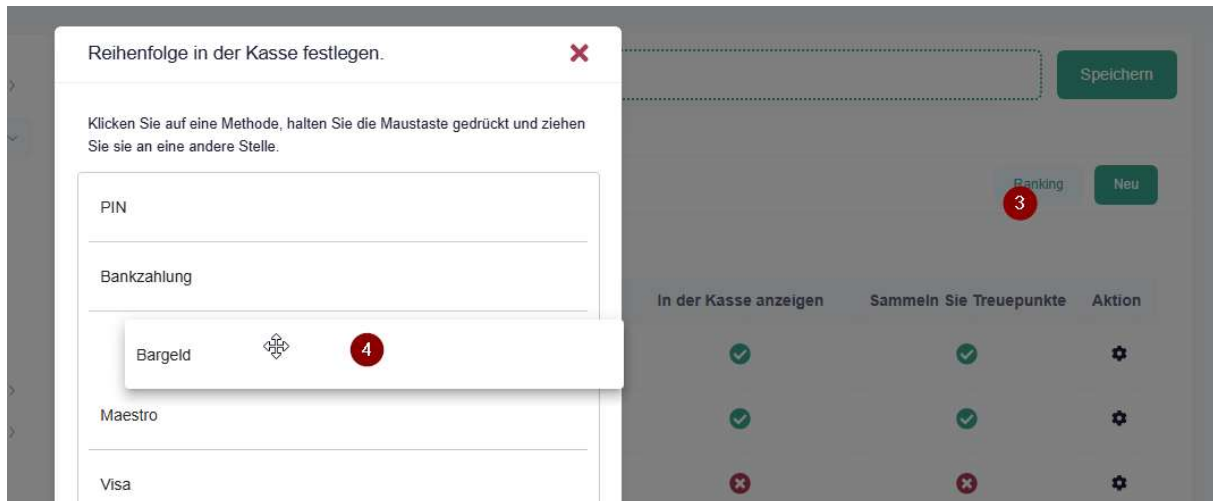 Reihenfolge in der Kasse festlegen.
Speichern
Klicken Sie auf eine Methode, halten Sie die Maustaste gedrückt und ziehen
Sie sie an eine andere Stelle.
Ranking
Neu
3
PIN
Bankzahlung
In der Kasse anzeigen
Sammeln Sie Treuepunkte
Aktion
Bargeld
4
Maestro
Visa